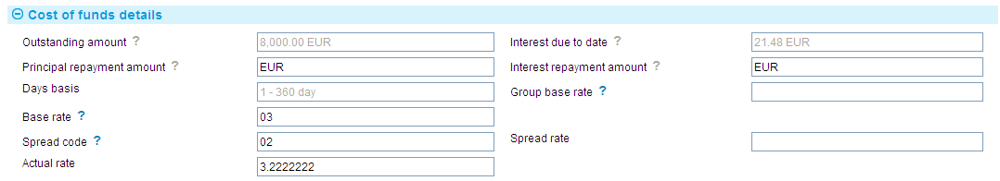 Cost of funds details
Outstanding amount ? 8,000.00 EUR Interest due to date ? 21.48 EUR
Principal repayment amount ? EUR Interest repayment amount ? EUR
Days basis 1 - 360 day Group base rate ?
Base rate ? 03
Spread code ? 02 Spread rate
Actual rate 3.2222222